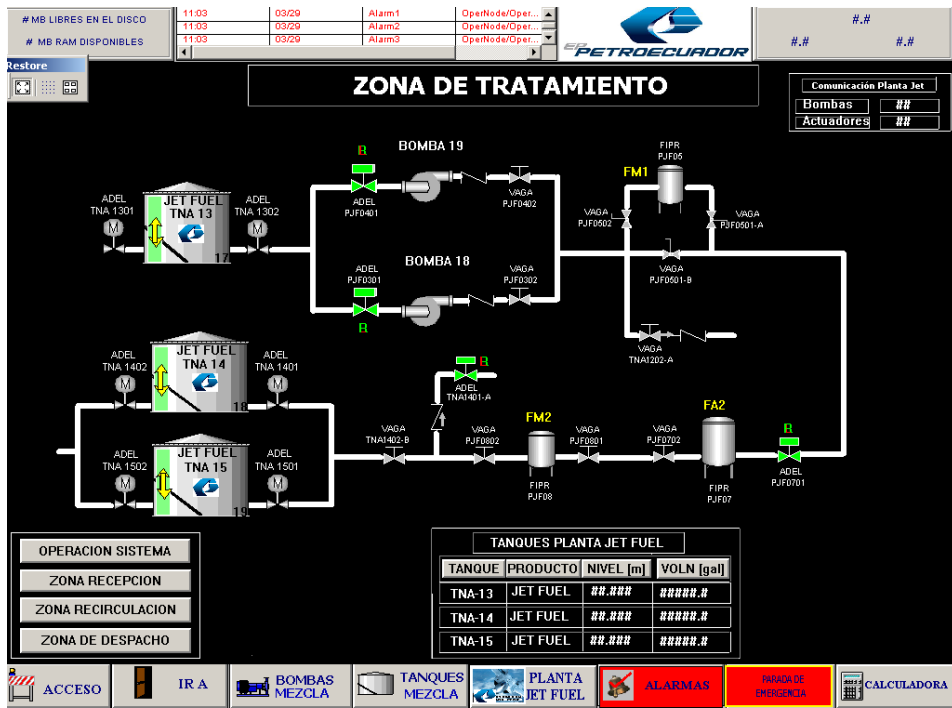 # MB LIBRES EN EL DISCO
# MB RAM DISPONIBLES
11:03 03/29 Alarm1 OperNode/Oper...
11:03 03/29 Alarm2 OperNode/Oper...
11:03 03/29 Alarm3 OperNode/Oper...
EP PETROECUADOR
#.#
#.# #.#
Restore
ZONA DE TRATAMIENTO
Comunicación Planta Jet
Bombas ##
Actuadores ##
R
BOMBA 19
ADEL
PJF0401
VAGA
PJF0402
FIPR
PJF05
FM1
VAGA
PJF0502
VAGA
PJF0501-A
VAGA
PJF0501-B
ADEL
TNA 1301
M
JET FUEL
TNA 13
17
ADEL
TNA 1302
M
BOMBA 18
ADEL
PJF0301
R
VAGA
PJF0302
VAGA
TNA1202-A
ADEL
TNA 1402
M
JET FUEL
TNA 14
18
ADEL
TNA 1401
M
R
ADEL
TNA1401-A
ADEL
TNA 1502
M
JET FUEL
TNA 15
19
ADEL
TNA 1501
M
VAGA
TNA1402-B
VAGA
PJF0802
FM2
FIPR
PJF08
VAGA
PJF0801
VAGA
PJF0702
FA2
FIPR
PJF07
R
ADEL
PJF0701
OPERACION SISTEMA
ZONA RECEPCION
ZONA RECIRCULACION
ZONA DE DESPACHO
TANQUES PLANTA JET FUEL
TANQUE PRODUCTO NIVEL [m] VOLN [gal]
TNA-13 JET FUEL ##.### #####.#
TNA-14 JET FUEL ##.### #####.#
TNA-15 JET FUEL ##.### #####.#
ACCESO
IR A
BOMBAS
MEZCLA
TANQUES
MEZCLA
PLANTA
JET FUEL
ALARMAS
PARADA DE
EMERGENCIA
CALCULADORA